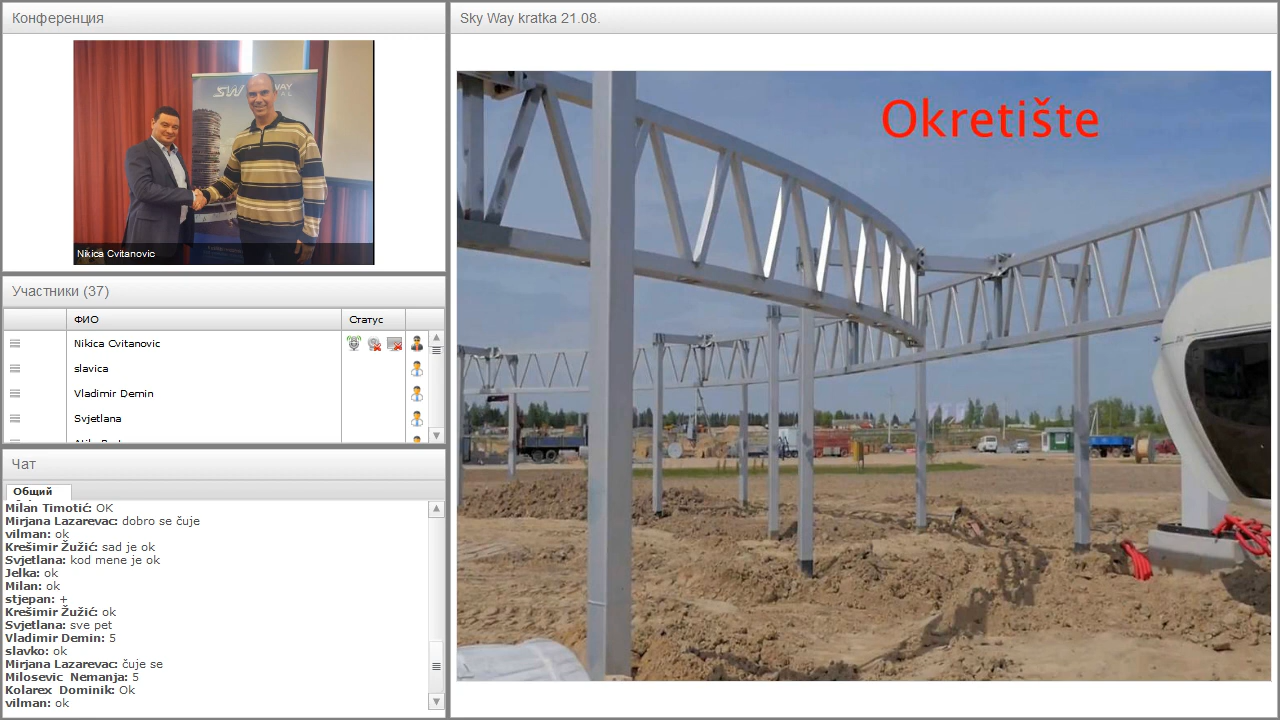 Конференция
SW WAY
Nikica Cvitanovic
Участники (37)
ФИО Статус
Nikica Cvitanovic
slavica
Vladimir Demin
Svjetlana
Чат
Общий
Milan Timotić: OK
Mirjana Lazarevac: dobro se čuje
vilman: ok
Krešimir Žužić: sad je ok
Svjetlana: kod mene je ok
Jelka: ok
Milan: ok
stjepan: +
Krešimir Žužić: ok
Svjetlana: sve pet
Vladimir Demin: 5
slavko: ok
Mirjana Lazarevac: čuje se
Milosevic Nemanja: 5
Kolarex Dominik: Ok
vilman: ok
Sky Way kratka 21.08.
Okretište